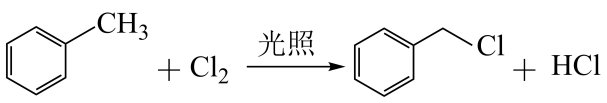 CH₃ + Cl₂ 光照 Cl + HCl